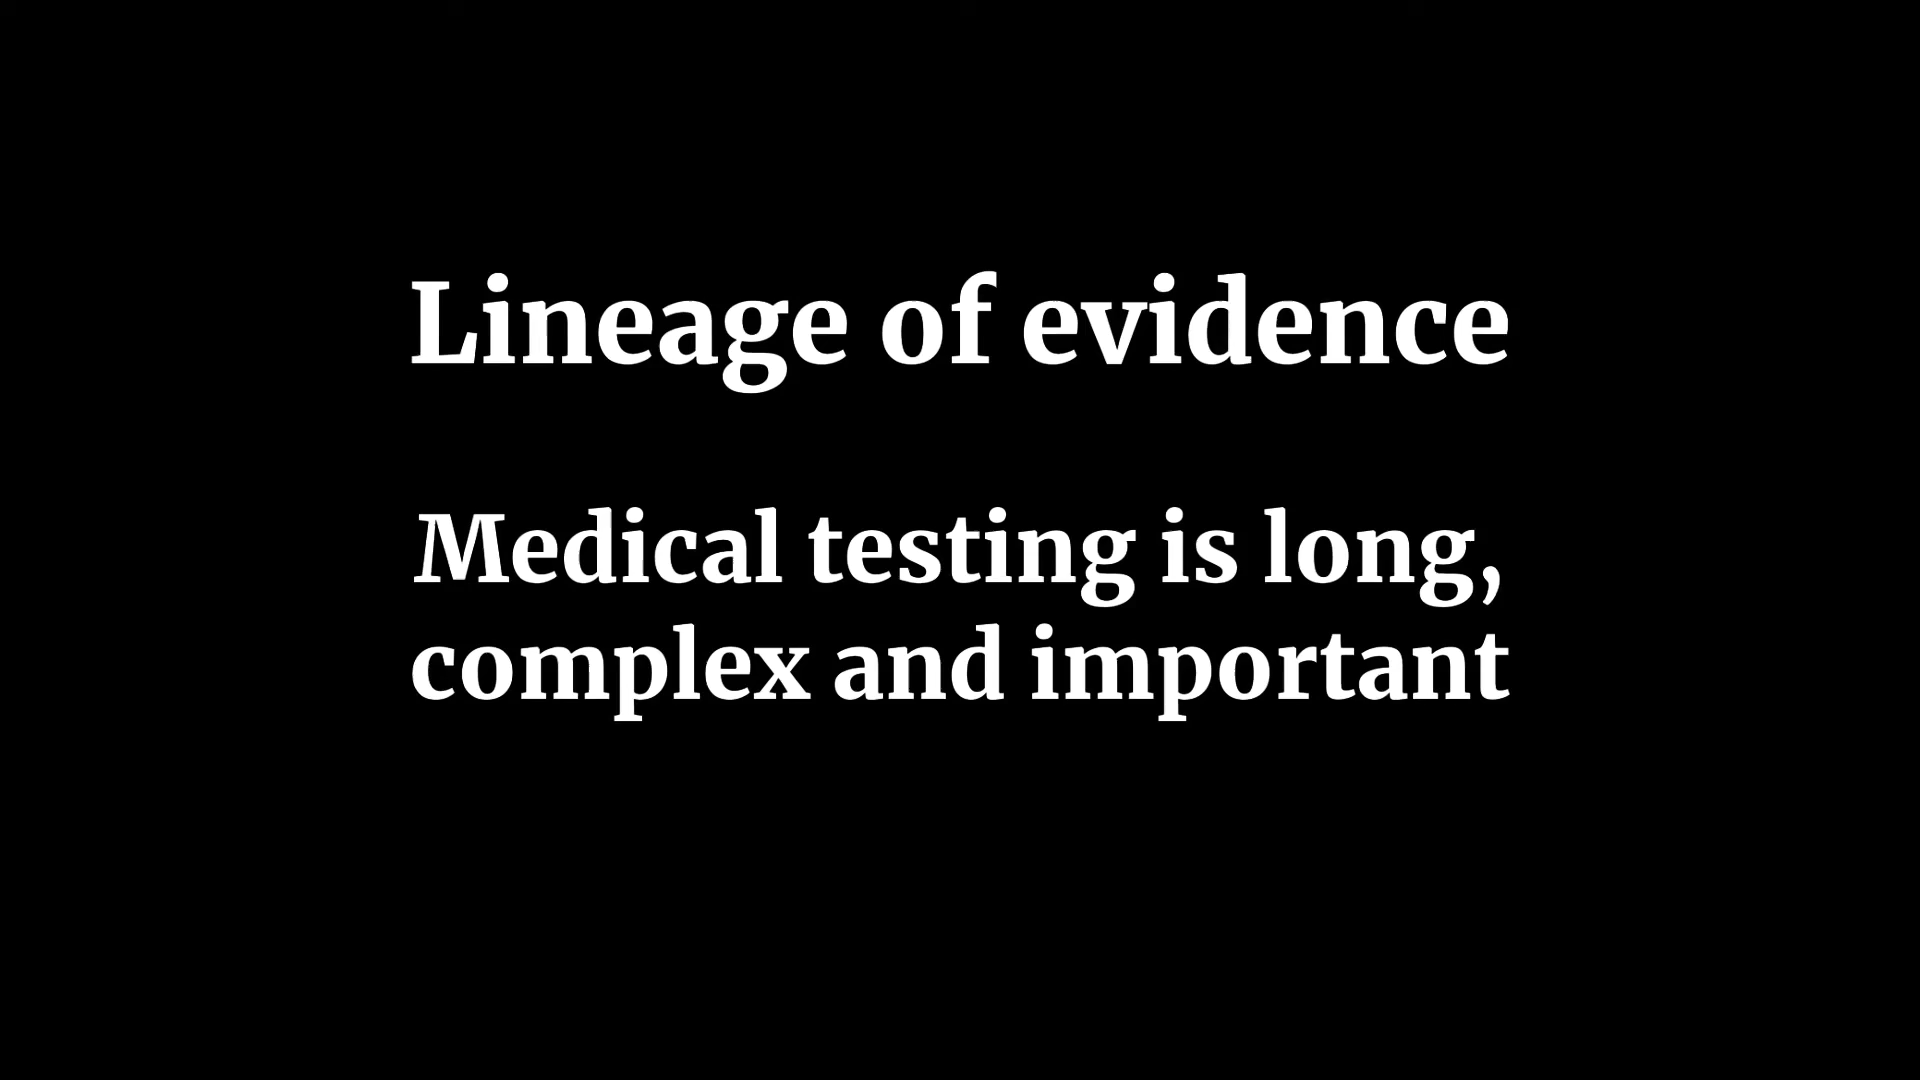 Lineage of evidence
Medical testing is long,
complex and important